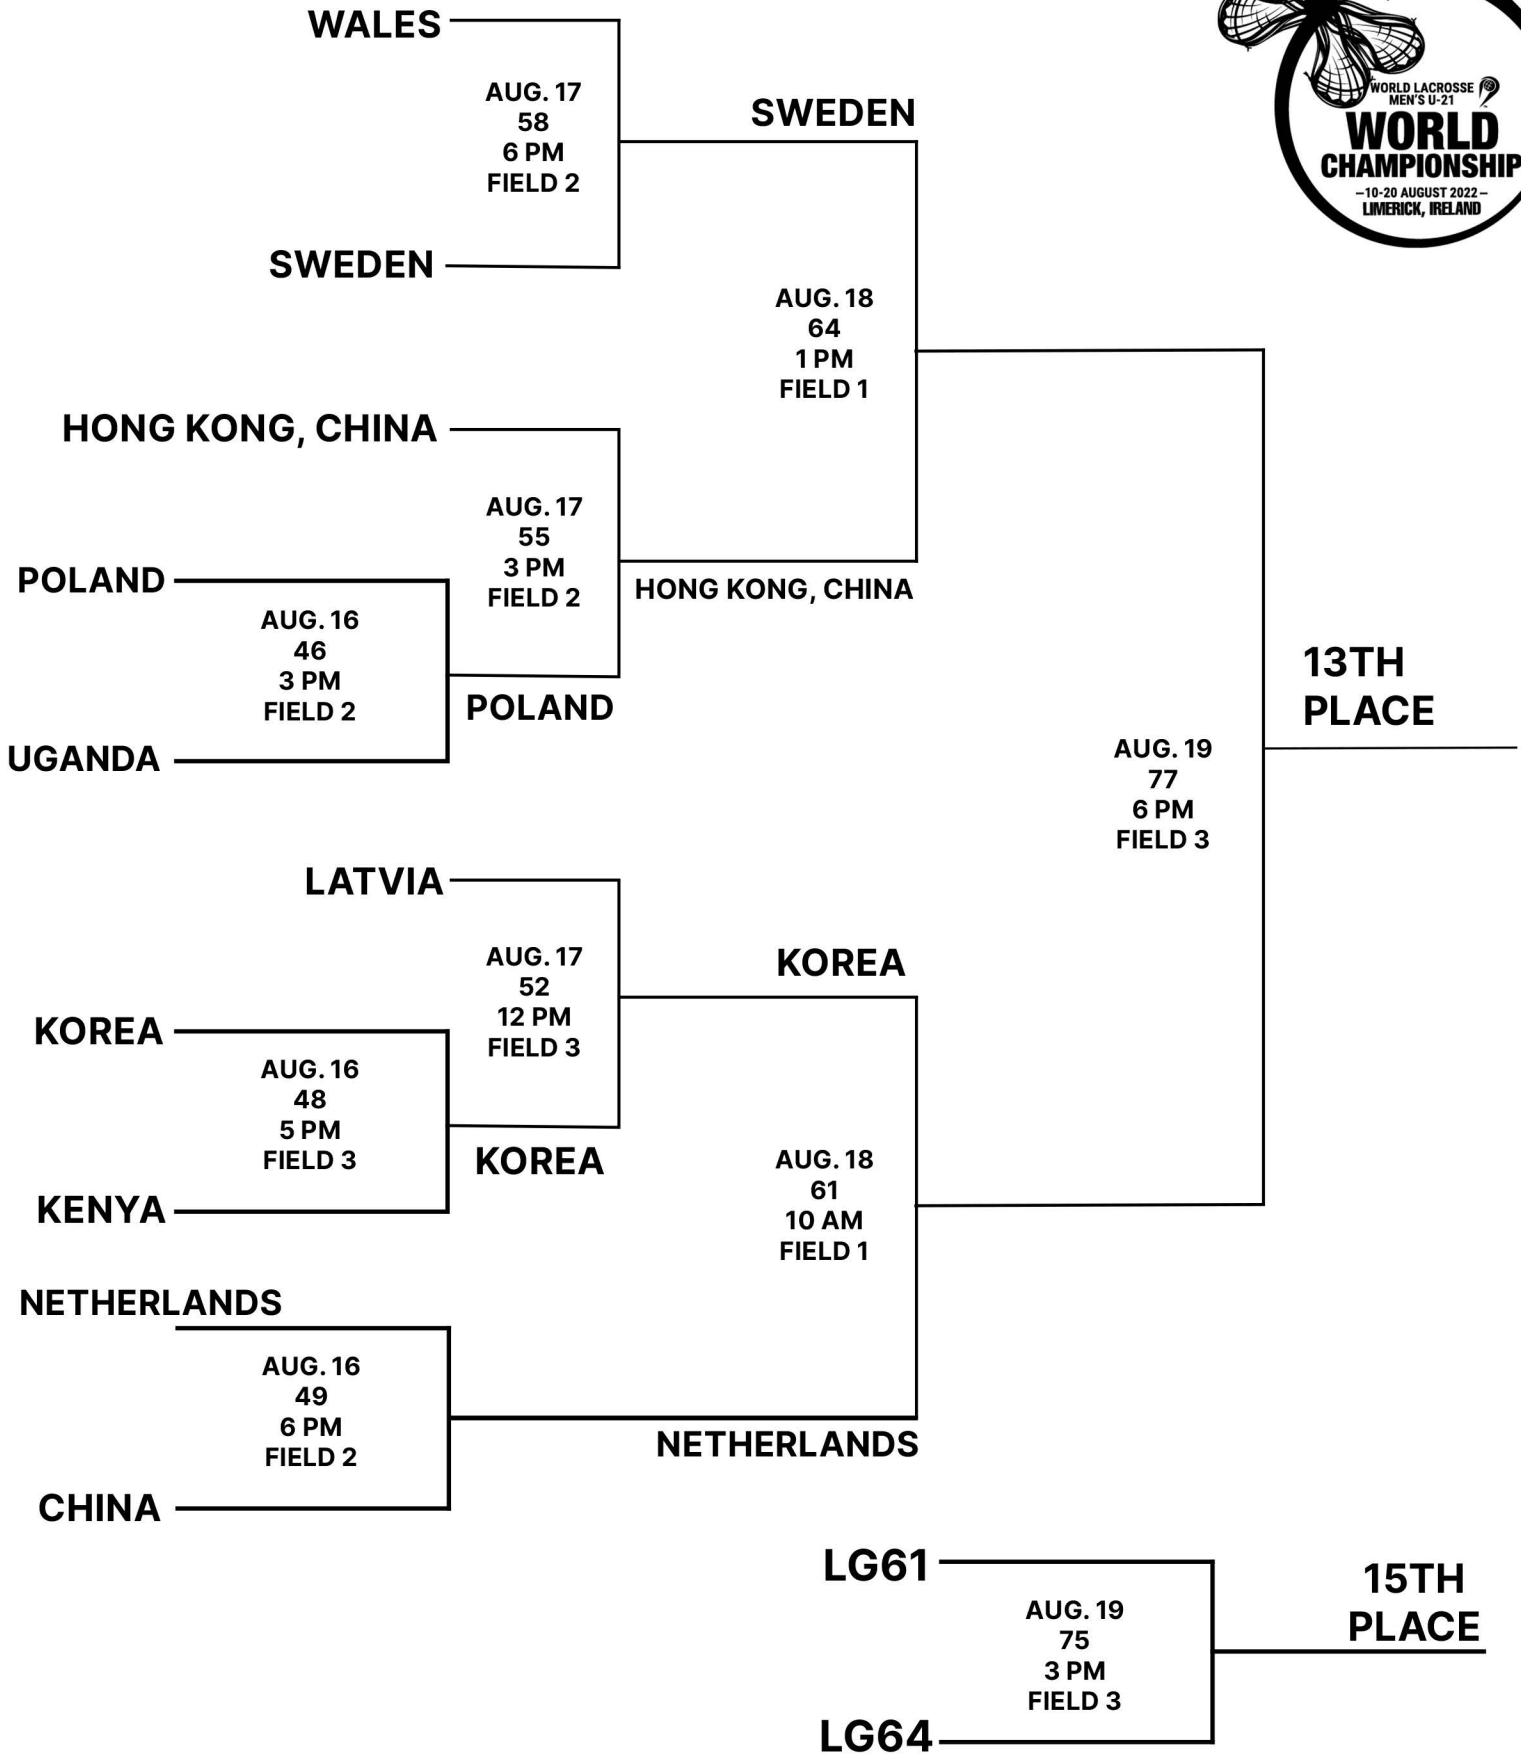 WALES
AUG. 17
58
6 PM
FIELD 2
SWEDEN
SWEDEN
WORLD LACROSSE
MEN'S U-21
WORLD
CHAMPIONSHIP
–10-20 AUGUST 2022–
LIMERICK, IRELAND
AUG. 18
64
1 PM
FIELD 1
HONG KONG, CHINA
AUG. 17
55
3 PM
FIELD 2
HONG KONG, CHINA
POLAND
AUG. 16
46
3 PM
FIELD 2
POLAND
UGANDA
13TH
PLACE
AUG. 19
77
6 PM
FIELD 3
LATVIA
AUG. 17
52
12 PM
FIELD 3
KOREA
KOREA
AUG. 16
48
5 PM
FIELD 3
KOREA
KENYA
AUG. 18
61
10 AM
FIELD 1
NETHERLANDS
AUG. 16
49
6 PM
FIELD 2
NETHERLANDS
CHINA
LG61
AUG. 19
75
3 PM
FIELD 3
LG64
15TH
PLACE